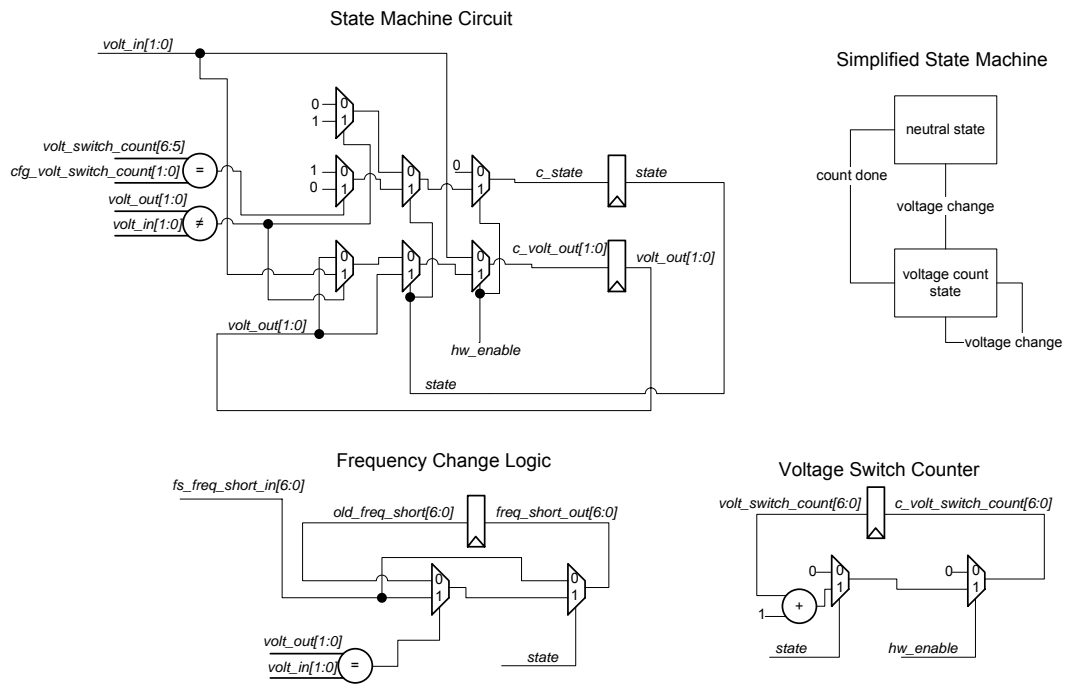 State Machine Circuit
volt_in[1:0]
Simplified State Machine
0
0
1
1
neutral state
volt_switch_count[6:5]
cfg_volt_switch_count[1:0]
=
1
0
0
1
0
1
0
0
1
c_state
state
count done
volt_out[1:0]
volt_in[1:0]
≠
voltage change
0
1
0
1
0
1
c_volt_out[1:0]
volt_out[1:0]
voltage count
state
volt_out[1:0]
hw_enable
voltage change
state
Frequency Change Logic
Voltage Switch Counter
fs_freq_short_in[6:0]
old_freq_short[6:0]
freq_short_out[6:0]
volt_switch_count[6:0]
c_volt_switch_count[6:0]
0
1
0
1
0
0
1
0
0
1
+
1
volt_out[1:0]
volt_in[1:0]
=
state
state
hw_enable